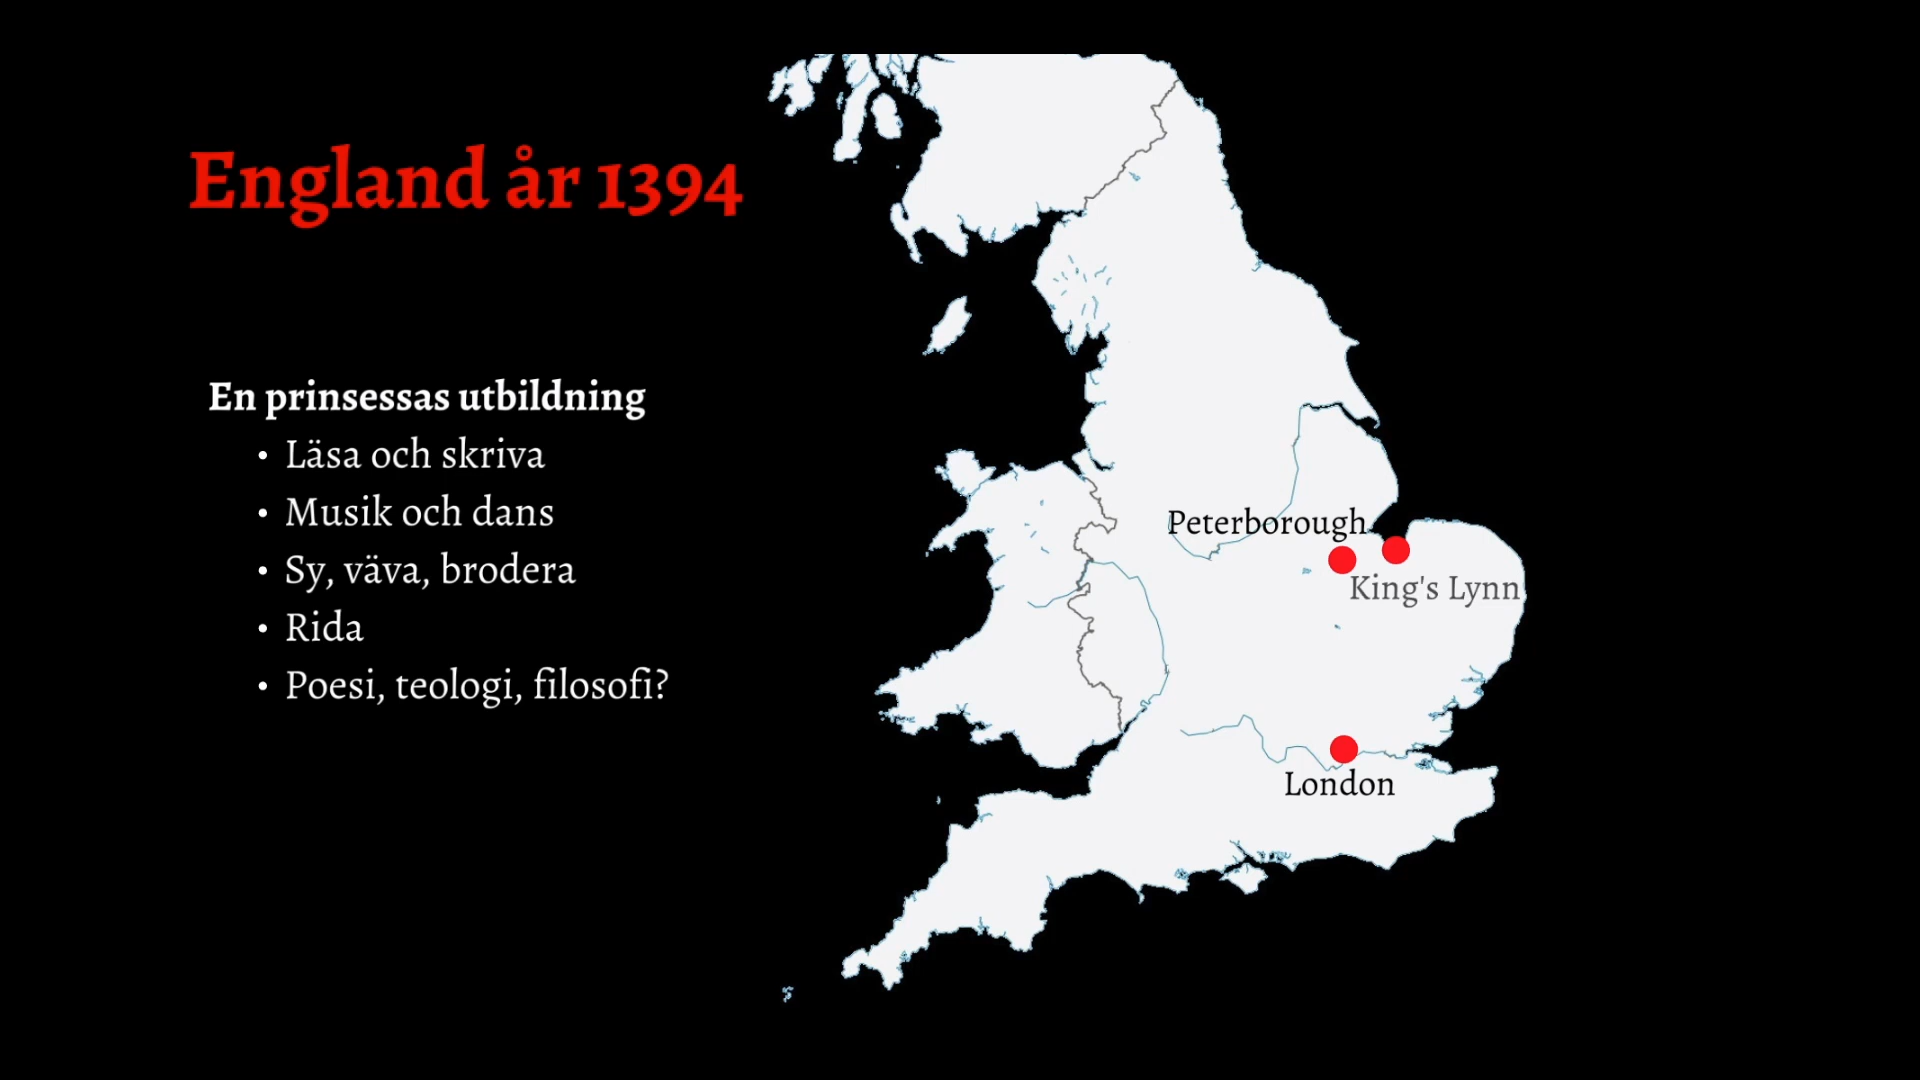 England år 1394
En prinsessas utbildning
• Läsa och skriva
• Musik och dans
• Sy, väva, brodera
• Rida
• Poesi, teologi, filosofi?
Peterborough
King's Lynn
London